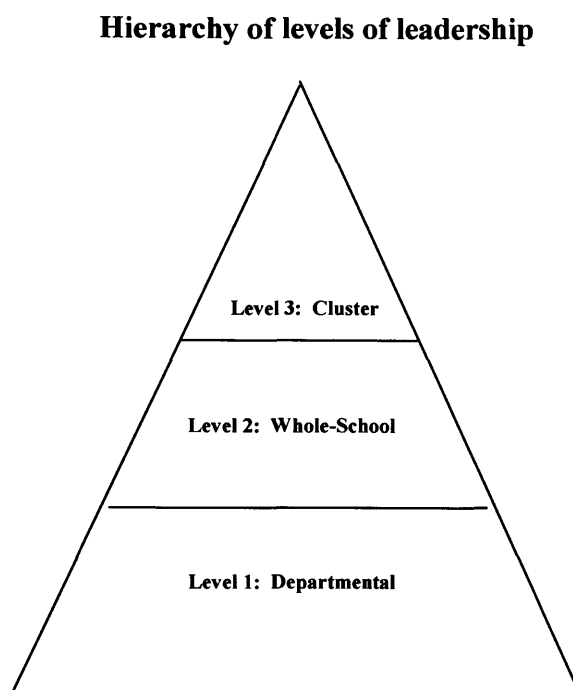 Hierarchy of levels of leadership
Level 3: Cluster
Level 2: Whole-School
Level 1: Departmental